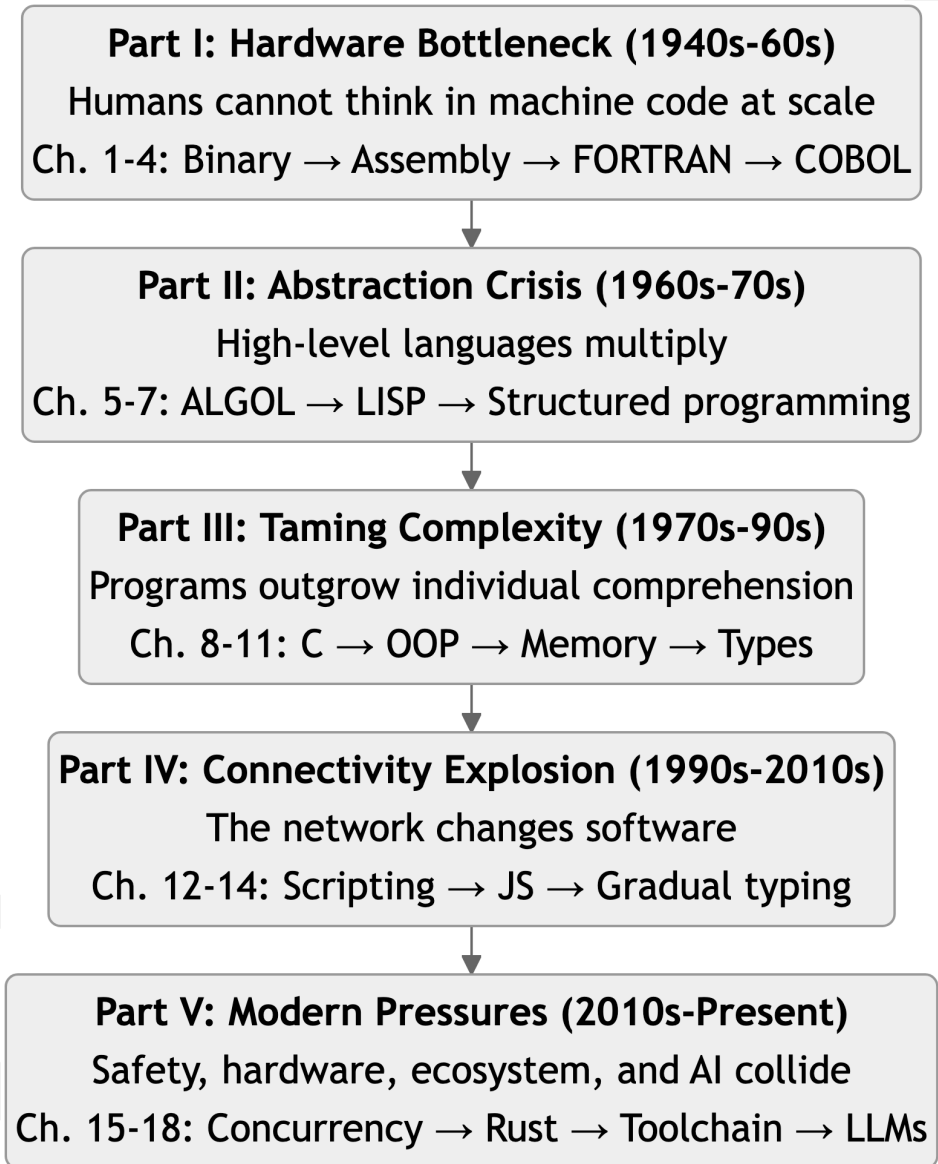 Part I: Hardware Bottleneck (1940s-60s)
Humans cannot think in machine code at scale
Ch. 1-4: Binary → Assembly → FORTRAN → COBOL
Part II: Abstraction Crisis (1960s-70s)
High-level languages multiply
Ch. 5-7: ALGOL → LISP → Structured programming
Part III: Taming Complexity (1970s-90s)
Programs outgrow individual comprehension
Ch. 8-11: C → OOP → Memory → Types
Part IV: Connectivity Explosion (1990s-2010s)
The network changes software
Ch. 12-14: Scripting → JS → Gradual typing
Part V: Modern Pressures (2010s-Present)
Safety, hardware, ecosystem, and AI collide
Ch. 15-18: Concurrency → Rust → Toolchain → LLMs